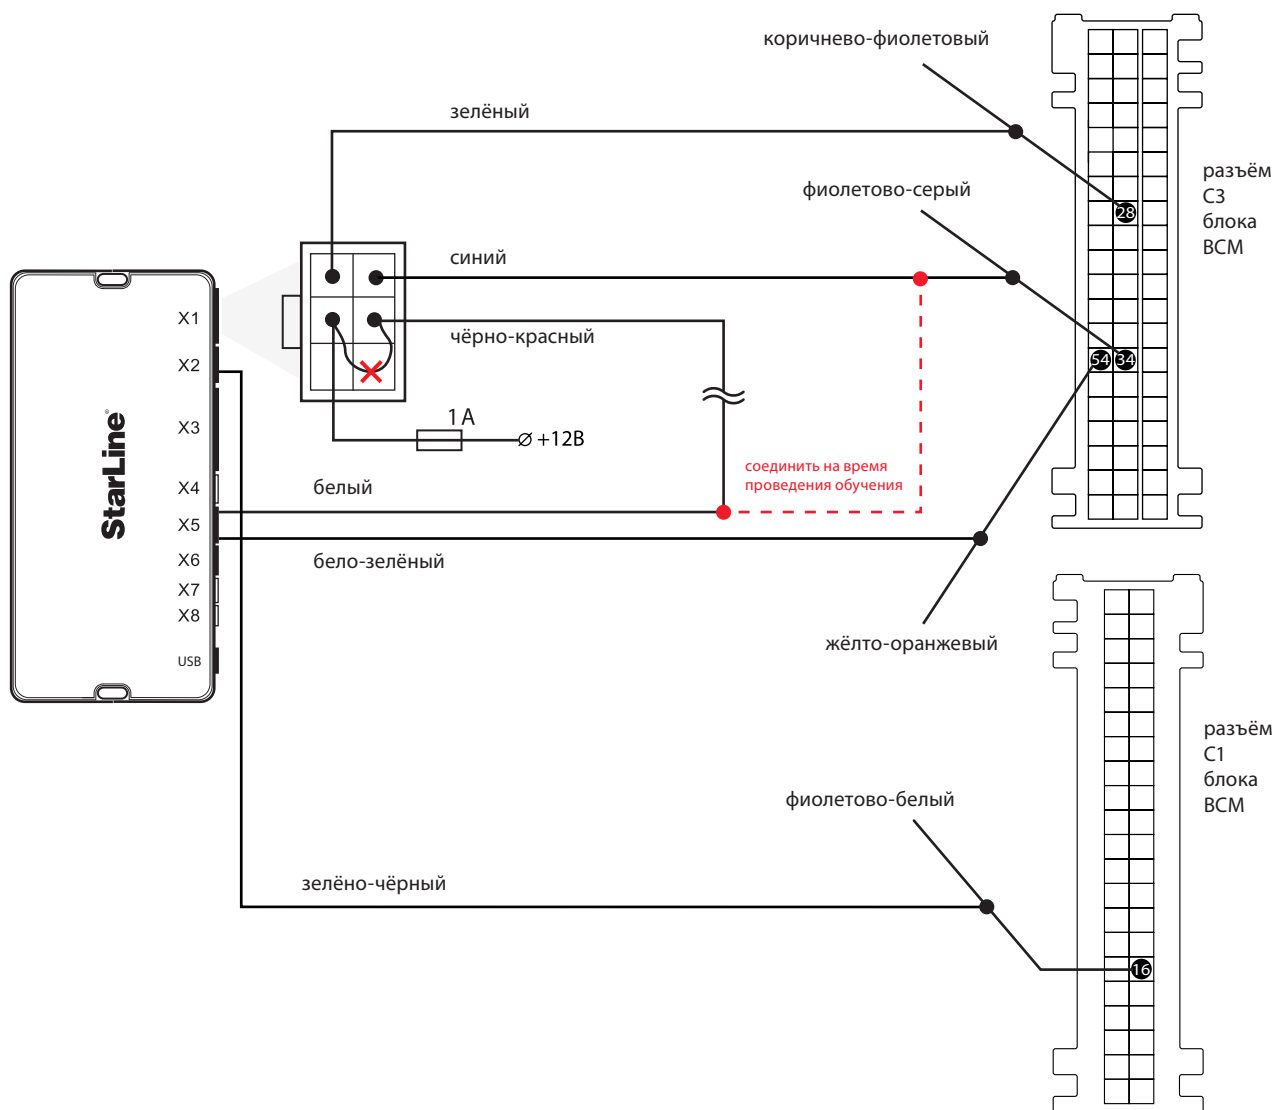 коричнево-фиолетовый
зелёный
фиолетово-серый
28
разъём
С3
блока
BCM
синий
чёрно-красный
54
34
X1
X2
X3
X4
X5
X6
X7
X8
USB
StarLine
1 А
+12В
соединить на время
проведения обучения
белый
бело-зелёный
жёлто-оранжевый
разъём
С1
блока
BCM
фиолетово-белый
зелёно-чёрный
16